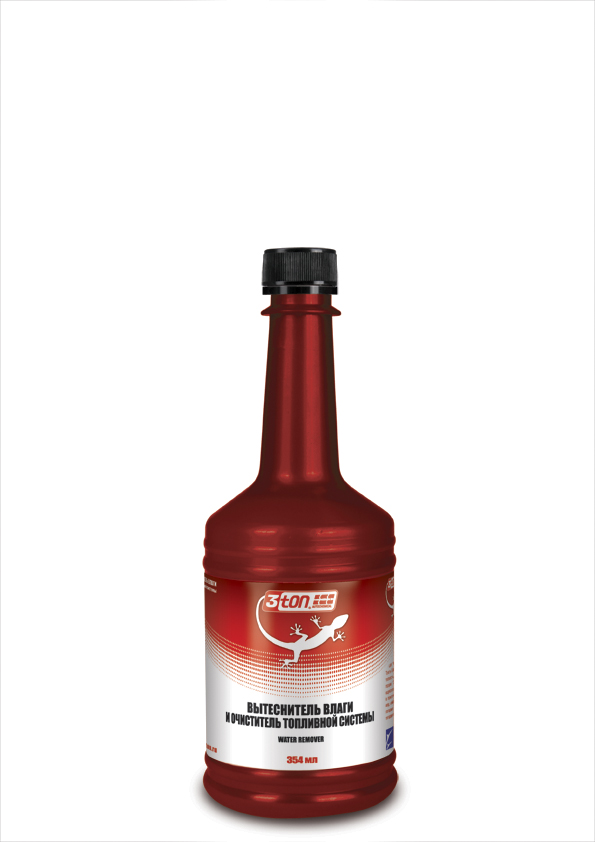 3ton
ВЫТЕСНИТЕЛЬ ВЛАГИ
И ОЧИСТИТЕЛЬ ТОПЛИВНОЙ СИСТЕМЫ
WATER REMOVER
354 мл